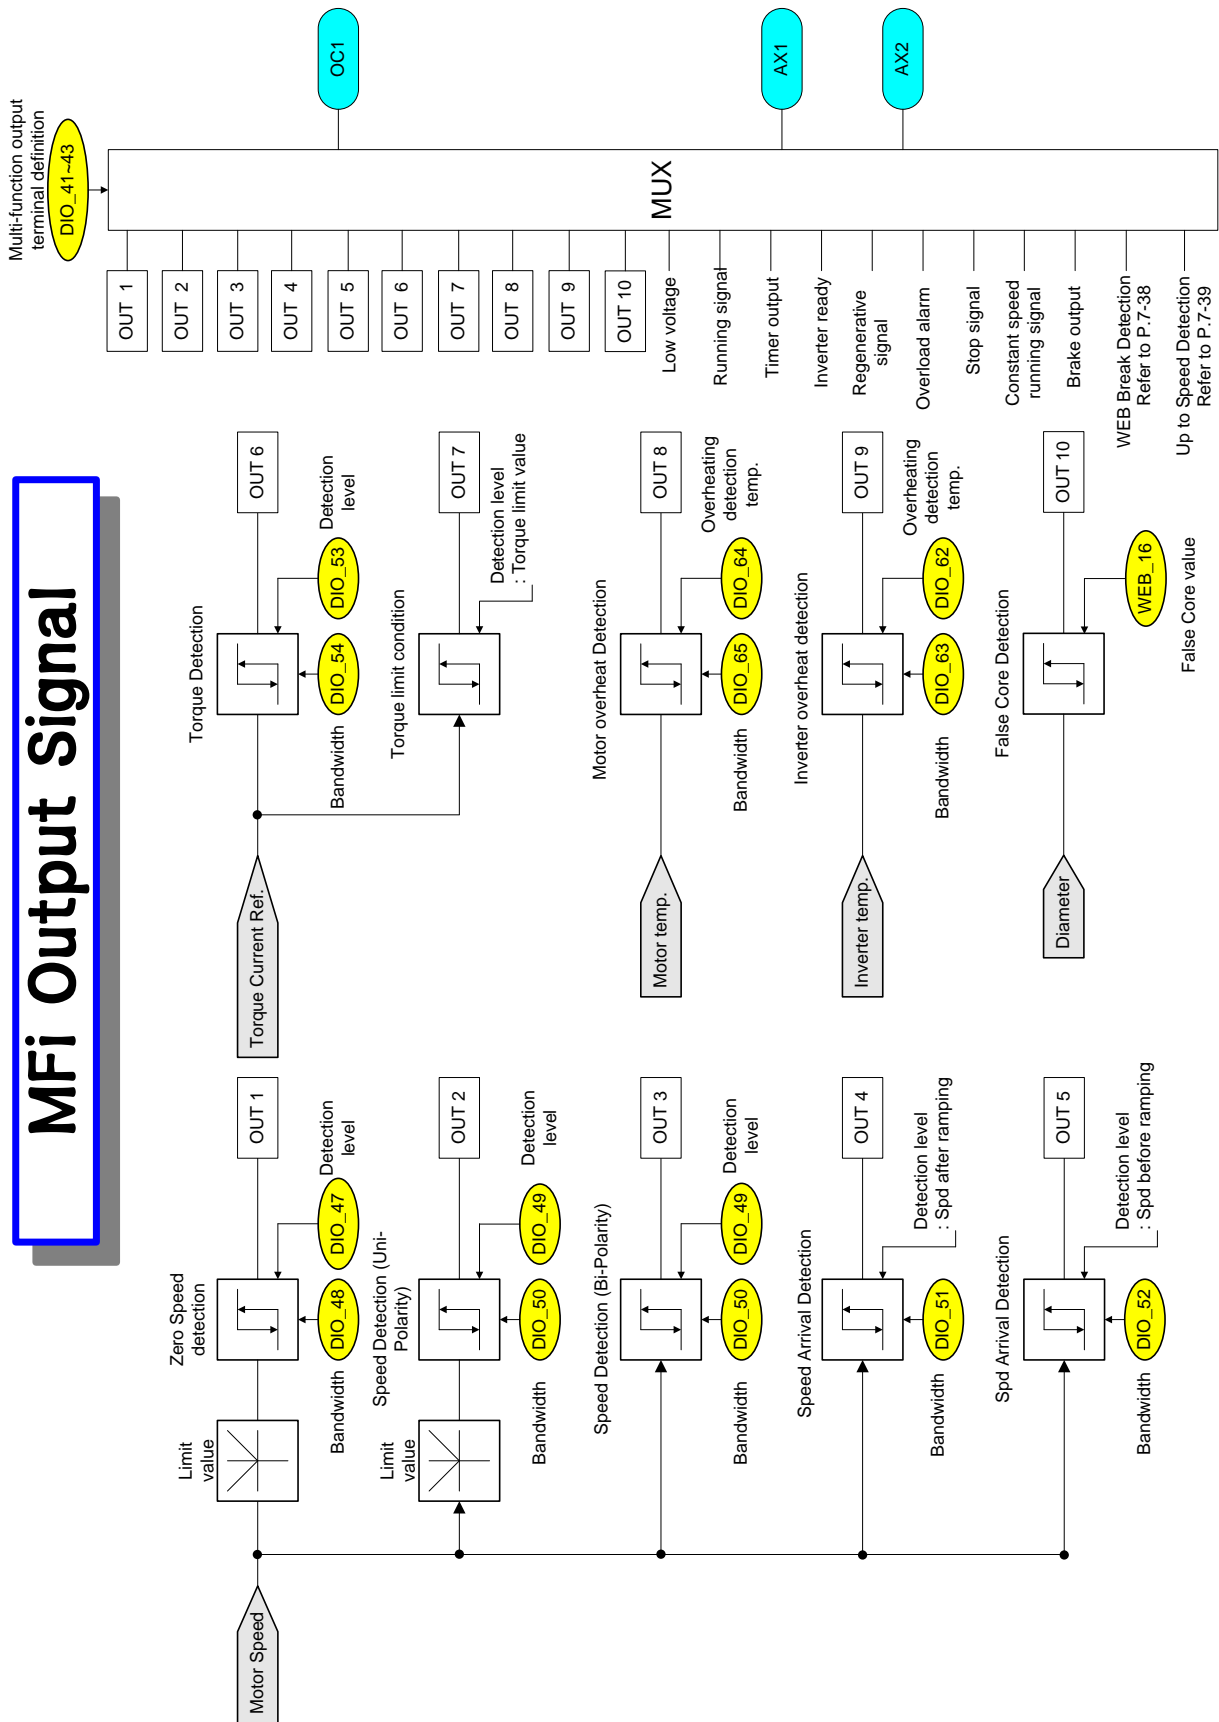 MFi Output Signal
Motor Speed
Limit
value
Zero Speed
detection
Bandwidth
DIO_48
DIO_47
Detection
level
OUT 1
Limit
value
Speed Detection (Uni-
Polarity)
Bandwidth
DIO_50
DIO_49
Detection
level
OUT 2
Speed Detection (Bi-Polarity)
Bandwidth
DIO_50
DIO_49
Detection
level
OUT 3
Speed Arrival Detection
Bandwidth
DIO_51
Detection level
: Spd after ramping
OUT 4
Spd Arrival Detection
Bandwidth
DIO_52
Detection level
: Spd before ramping
OUT 5
Torque Current Ref.
Torque Detection
Bandwidth
DIO_54
DIO_53
Detection
level
OUT 6
Torque limit condition
Detection level
: Torque limit value
OUT 7
Motor temp.
Motor overheat Detection
Bandwidth
DIO_65
DIO_64
Overheating
detection
temp.
OUT 8
Inverter temp.
Inverter overheat detection
Bandwidth
DIO_63
DIO_62
Overheating
detection
temp.
OUT 9
Diameter
False Core Detection
WEB_16
False Core value
OUT 10
Multi-function output
terminal definition
DIO_41~43
OUT 1
OUT 2
OUT 3
OUT 4
OUT 5
OUT 6
OUT 7
OUT 8
OUT 9
OUT 10
Low voltage
Running signal
Timer output
Inverter ready
Regenerative
signal
Overload alarm
Stop signal
Constant speed
running signal
Brake output
WEB Break Detection
Refer to P.7-38
Up to Speed Detection
Refer to P.7-39
MUX
OC1
AX1
AX2